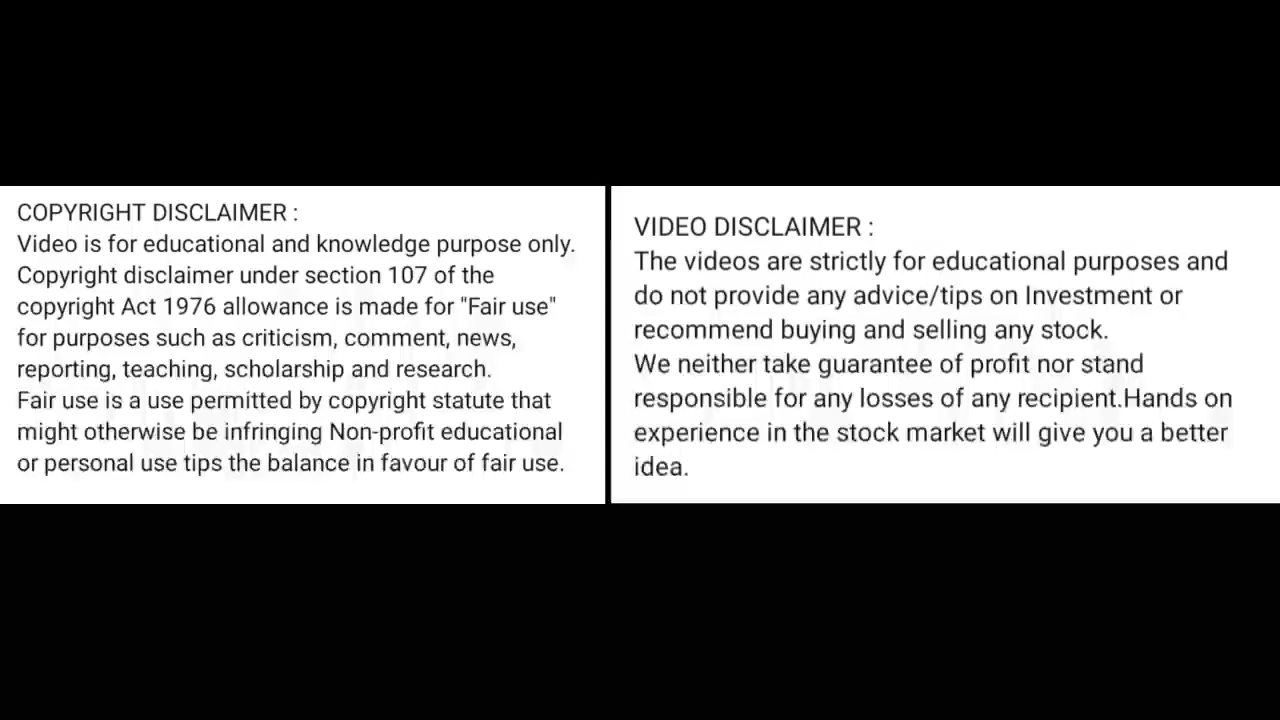 COPYRIGHT DISCLAIMER :
Video is for educational and knowledge purpose only.
Copyright disclaimer under section 107 of the
copyright Act 1976 allowance is made for "Fair use"
for purposes such as criticism, comment, news,
reporting, teaching, scholarship and research.
Fair use is a use permitted by copyright statute that
might otherwise be infringing Non-profit educational
or personal use tips the balance in favour of fair use.
VIDEO DISCLAIMER :
The videos are strictly for educational purposes and
do not provide any advice/tips on Investment or
recommend buying and selling any stock.
We neither take guarantee of profit nor stand
responsible for any losses of any recipient.Hands on
experience in the stock market will give you a better
idea.